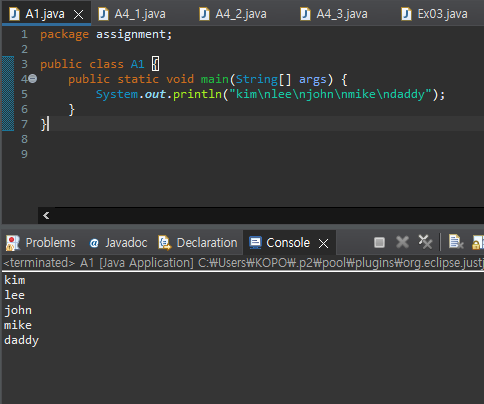 A1.java A4_1.java A4_2.java A4_3.java Ex03.java
1 package assignment;
2
3 public class A1 {
4 public static void main(String[] args) {
5 System.out.println("kim\nlee\njohn\nmike\ndaddy");
6 }
7 }
8
9
Problems @ Javadoc Declaration Console
<terminated> A1 [Java Application] C:₩Users₩KOPO₩.p2₩pool₩plugins₩org.eclipse.justj
kim
lee
john
mike
daddy